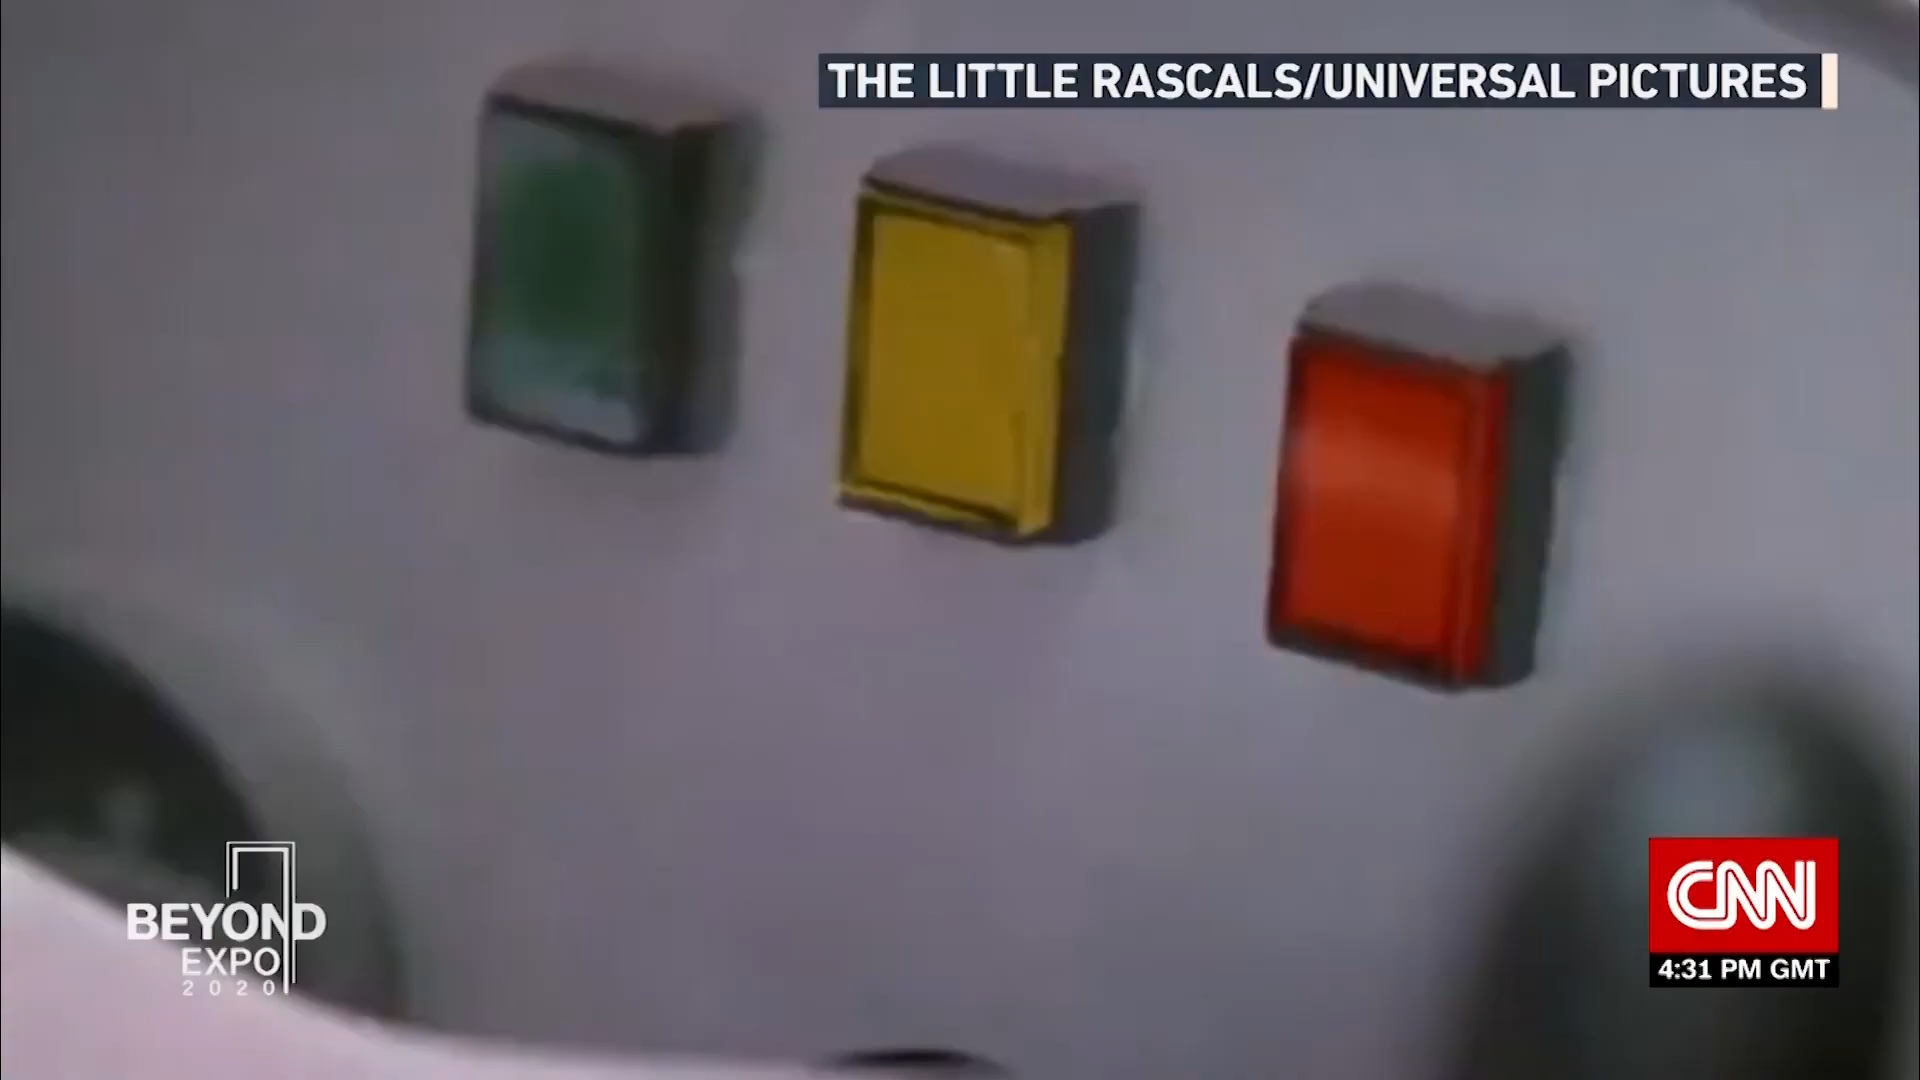 THE LITTLE RASCALS/UNIVERSAL PICTURES
BEYOND
EXPO
2020
CNN
4:31 PM GMT